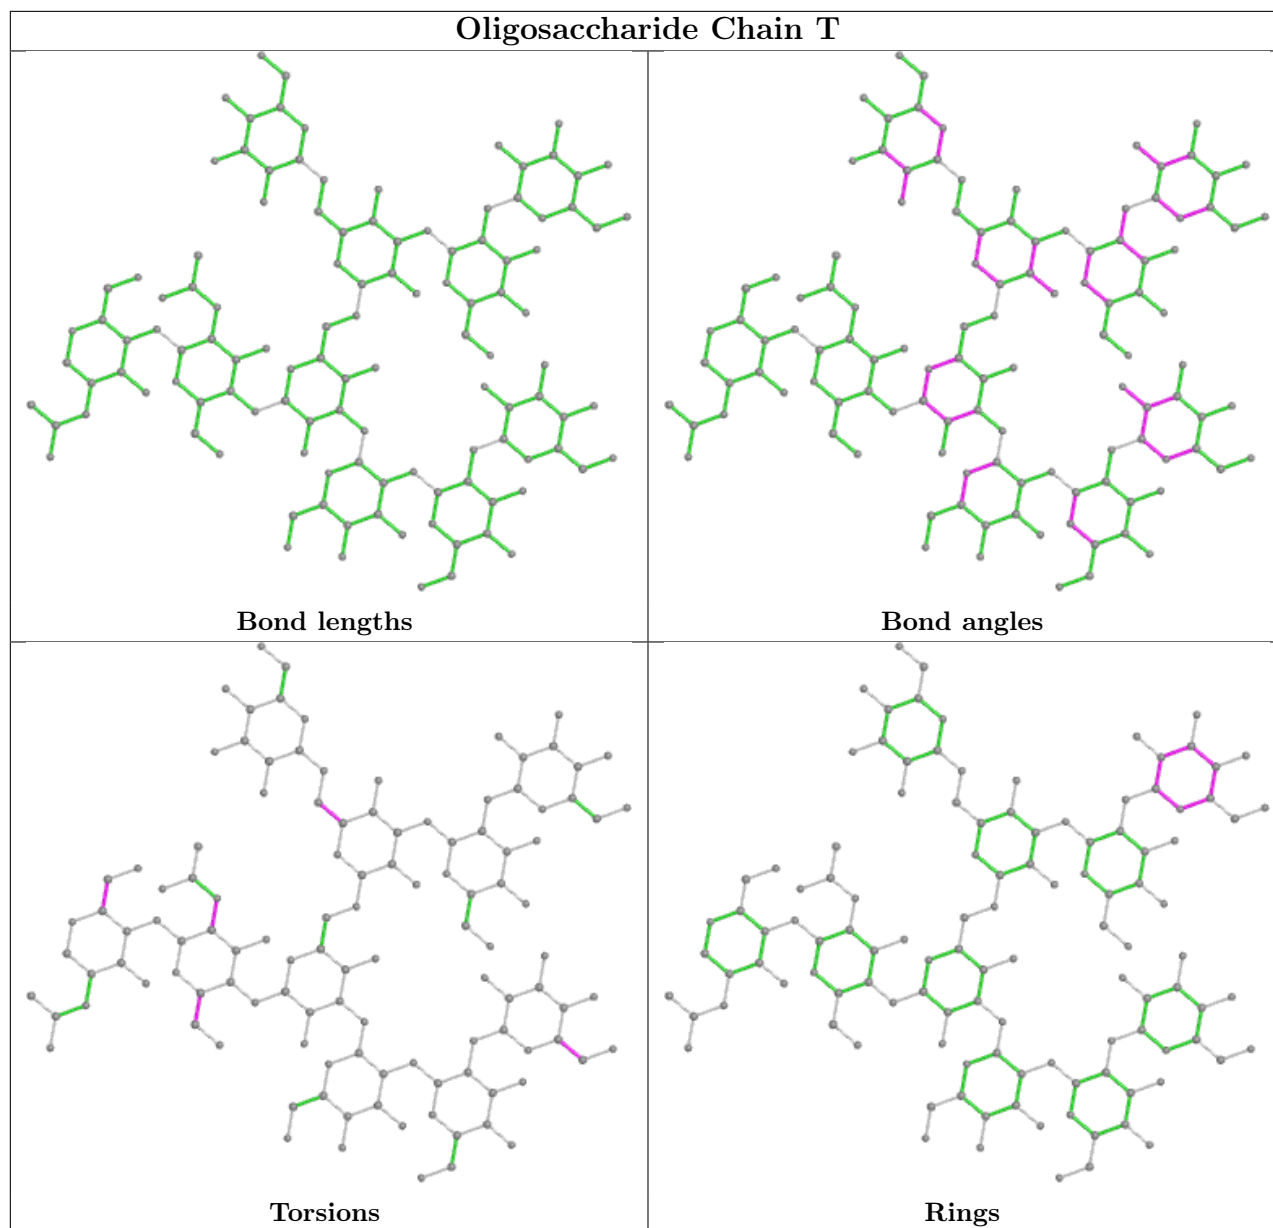 Oligosaccharide Chain T
Bond lengths
Bond angles
Torsions
Rings